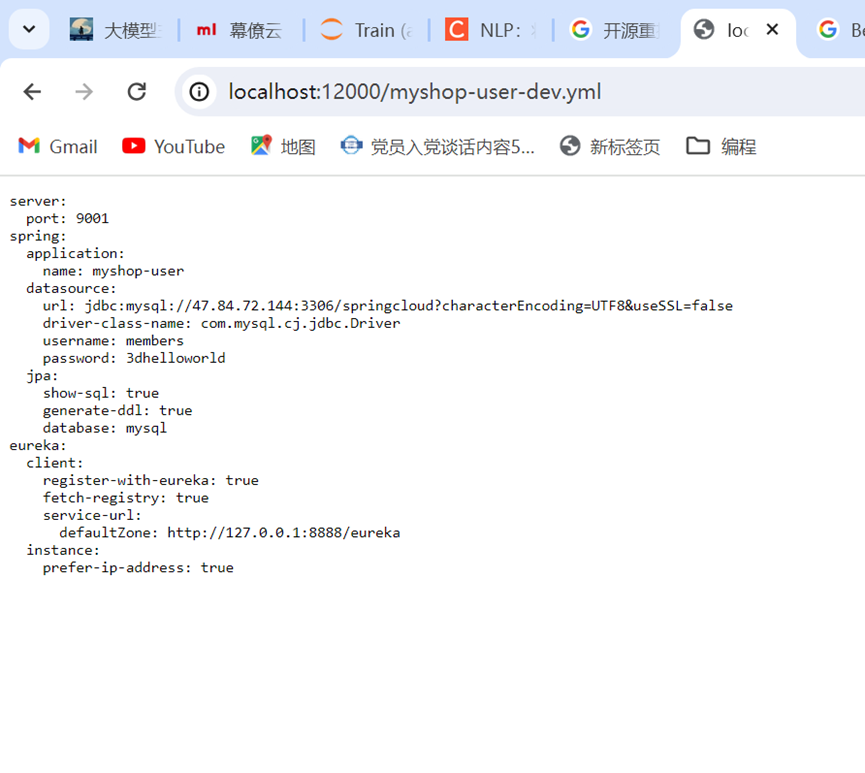 大模型
ml 幕僚云
Train (a
C NLP:
开源重
loc
Be
localhost:12000/myshop-user-dev.yml
Gmail
YouTube
地图
党员入党谈话内容5...
新标签页
编程
server:
  port: 9001
spring:
  application:
    name: myshop-user
  datasource:
    url: jdbc:mysql://47.84.72.144:3306/springcloud?characterEncoding=UTF8&useSSL=false
    driver-class-name: com.mysql.cj.jdbc.Driver
    username: members
    password: 3dhelloworld
  jpa:
    show-sql: true
    generate-ddl: true
    database: mysql
eureka:
  client:
    register-with-eureka: true
    fetch-registry: true
    service-url:
      defaultZone: http://127.0.0.1:8888/eureka
  instance:
    prefer-ip-address: true